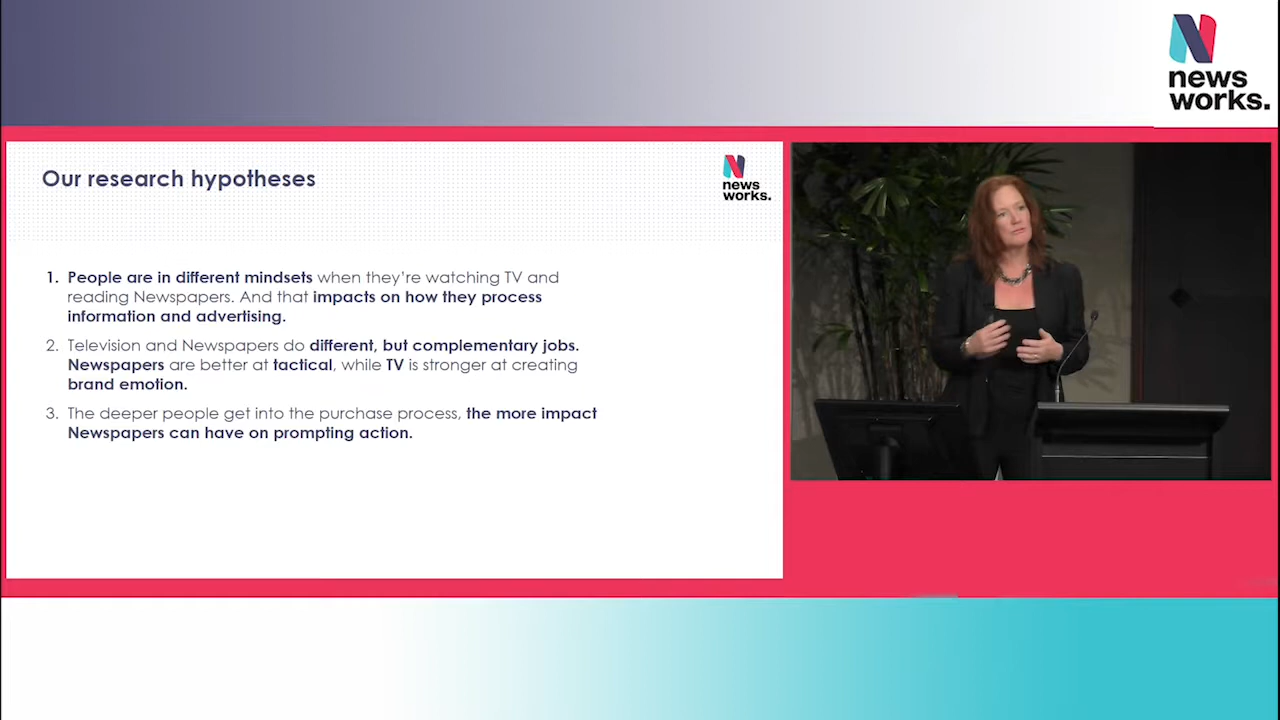 news
works.
Our research hypotheses
news
works.
1. People are in different mindsets when they're watching TV and
reading Newspapers. And that impacts on how they process
information and advertising.
2. Television and Newspapers do different, but complementary jobs.
Newspapers are better at tactical, while TV is stronger at creating
brand emotion.
3. The deeper people get into the purchase process, the more impact
Newspapers can have on prompting action.